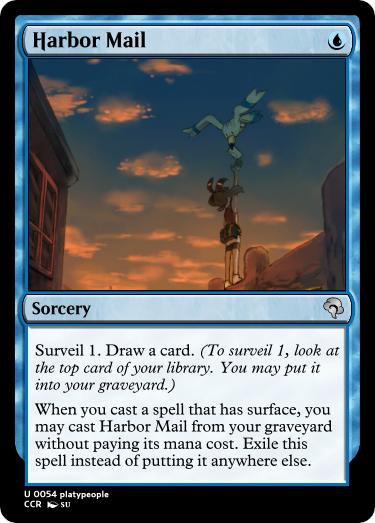 Harbor Mail
Sorcery
Surveil 1. Draw a card. (To surveil 1, look at
the top card of your library. You may put it
into your graveyard.)
When you cast a spell that has surface, you
may cast Harbor Mail from your graveyard
without paying its mana cost. Exile this
spell instead of putting it anywhere else.
U 0054 platypeople
CCR SU